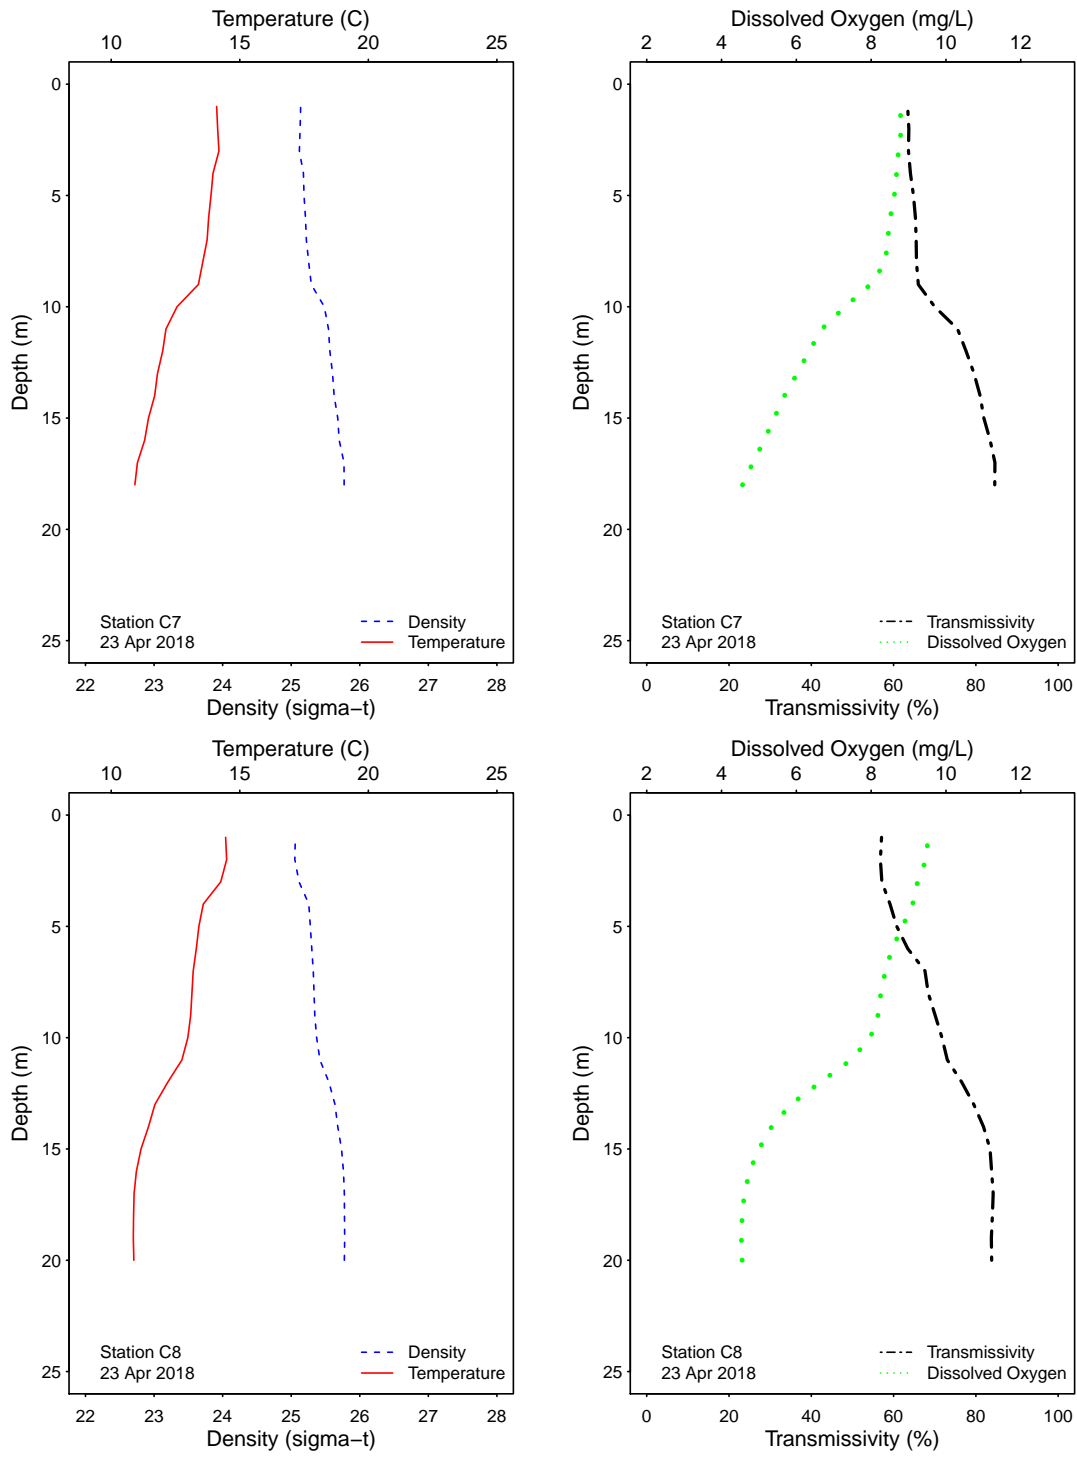 Temperature (C)
10 15 20 25
0
5
10
15
20
25
Depth (m)
Station C7
23 Apr 2018
Density
Temperature
22 23 24 25 26 27 28
Density (sigma−t)
Dissolved Oxygen (mg/L)
2 4 6 8 10 12
0
5
10
15
20
25
Depth (m)
Station C7
23 Apr 2018
Transmissivity
Dissolved Oxygen
0 20 40 60 80 100
Transmissivity (%)
Temperature (C)
10 15 20 25
0
5
10
15
20
25
Depth (m)
Station C8
23 Apr 2018
Density
Temperature
22 23 24 25 26 27 28
Density (sigma−t)
Dissolved Oxygen (mg/L)
2 4 6 8 10 12
0
5
10
15
20
25
Depth (m)
Station C8
23 Apr 2018
Transmissivity
Dissolved Oxygen
0 20 40 60 80 100
Transmissivity (%)